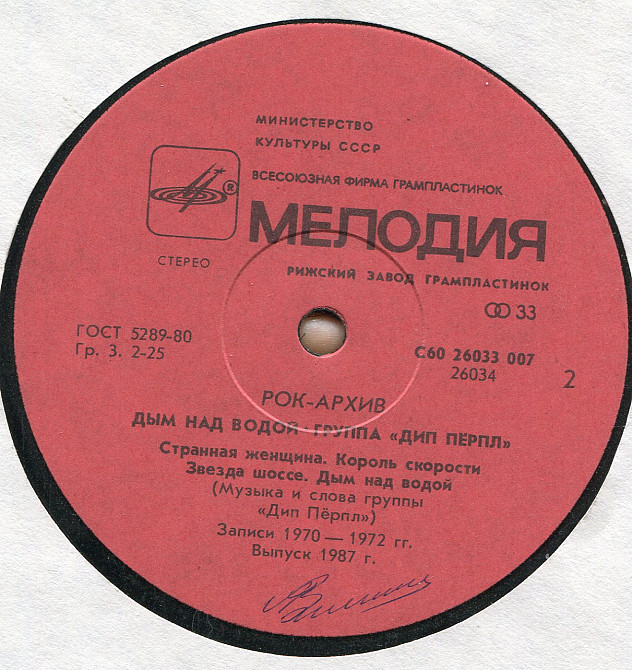 МИНИСТЕРСТВО
КУЛЬТУРЫ СССР
ВСЕСОЮЗНАЯ ФИРМА ГРАМПЛАСТИНОК
®
МЕЛОДИЯ
СТЕРЕО
РИЖСКИЙ ЗАВОД ГРАМПЛАСТИНОК
33
ГОСТ 5289-80
Гр. 3. 2-25
С60 26033 007
26034
2
РОК-АРХИВ
ДЫМ НАД ВОДОЙ · ГРУППА «ДИП ПЁРПЛ»
Странная женщина. Король скорости
Звезда шоссе. Дым над водой
(Музыка и слова группы
«Дип Пёрпл»)
Записи 1970 — 1972 гг.
Выпуск 1987 г.